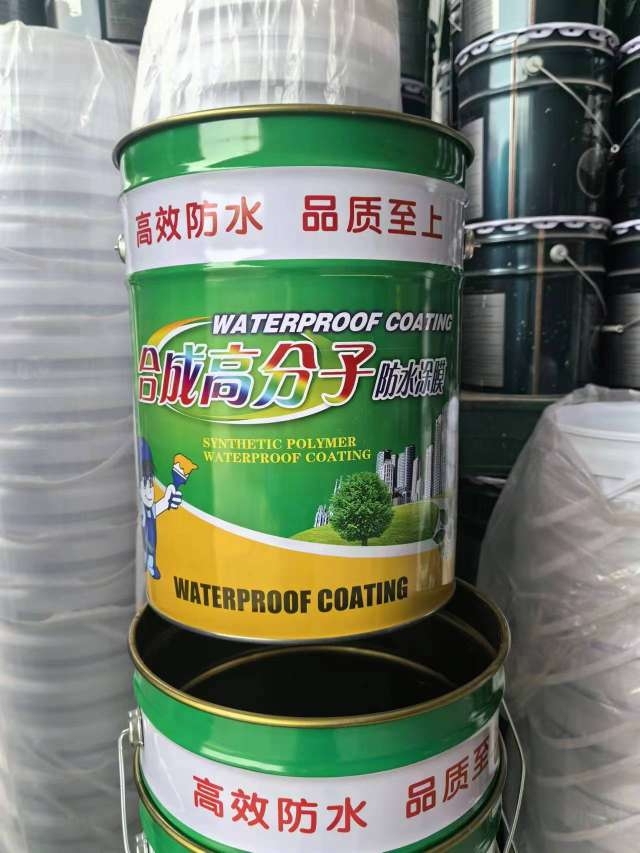 高效防水 品质至上
WATERPROOF COATING
合成高分子防水涂膜
SYNTHETIC POLYMER
WATERPROOF COATING
WATERPROOF COATING
高效防水 品质至